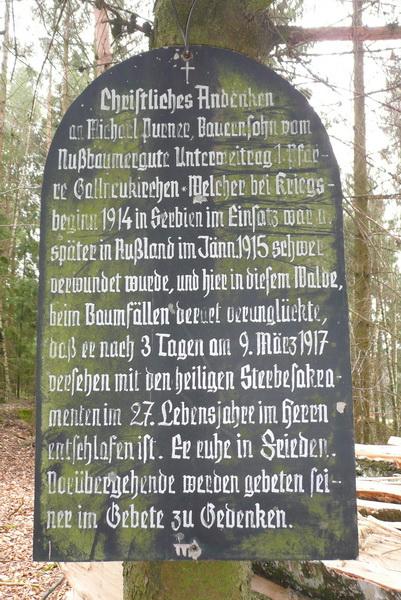 Christliches Andenken
an Michael Purner, Bauernsohn vom
Nußbaumergute Unterweitrag 1. Pfar-
re Gallneukirchen. Welcher bei Kriegs-
beginn 1914 in Serbien im Einsatz war u.
später in Rußland im Jänn. 1915 schwer
verwundet wurde, und hier in diesem Walde,
beim Baumfällen derart verunglückte,
daß er nach 3 Tagen am 9. März 1917
versehen mit den heiligen Sterbesakra-
menten im 27. Lebensjahre im Herrn
entschlafen ist. Er ruhe in Frieden.
Vorübergehende werden gebeten sei-
ner im Gebete zu Gedenken.